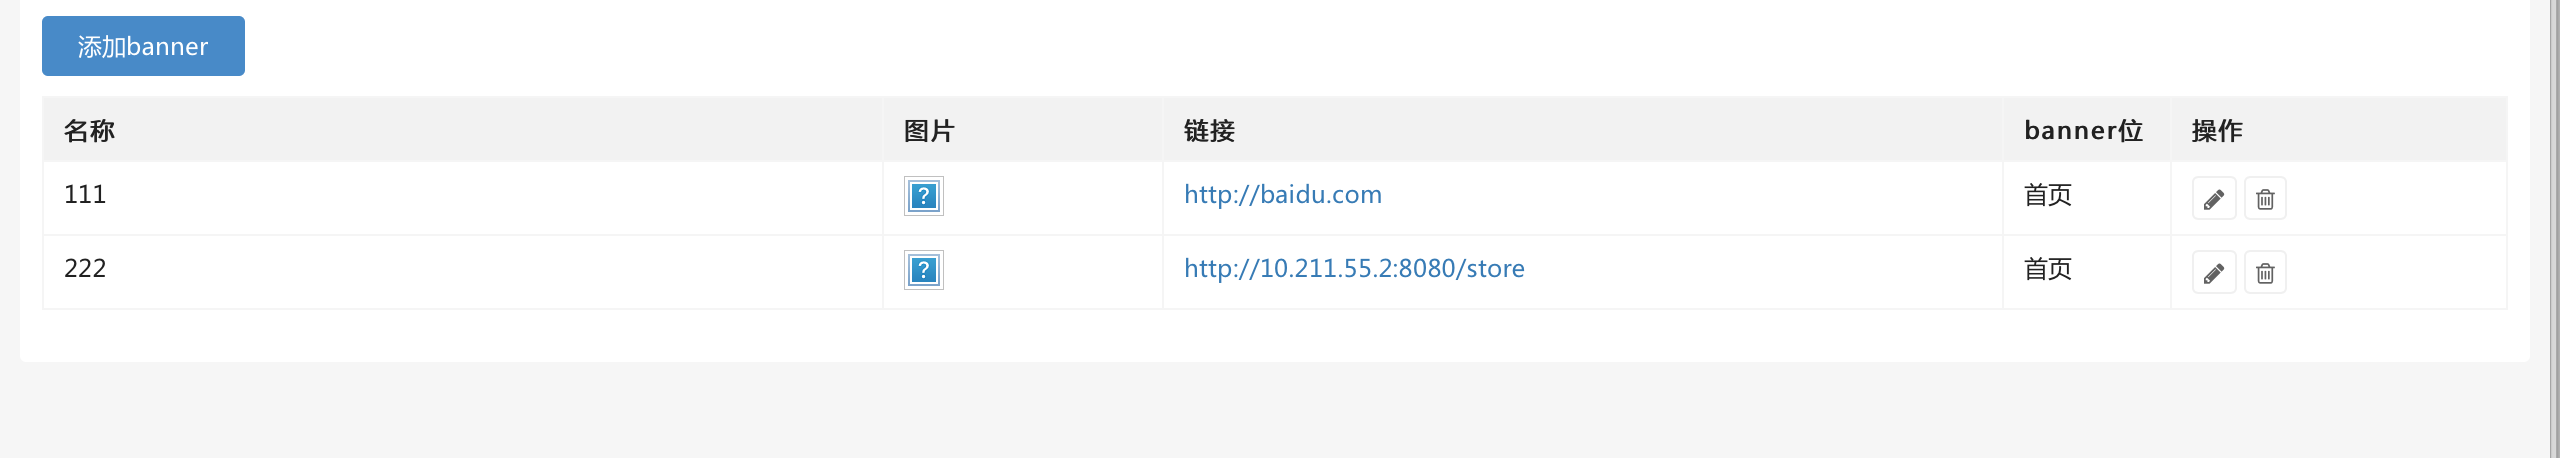 添加banner
名称 图片 链接 banner位 操作
111 http://baidu.com 首页
222 http://10.211.55.2:8080/store 首页